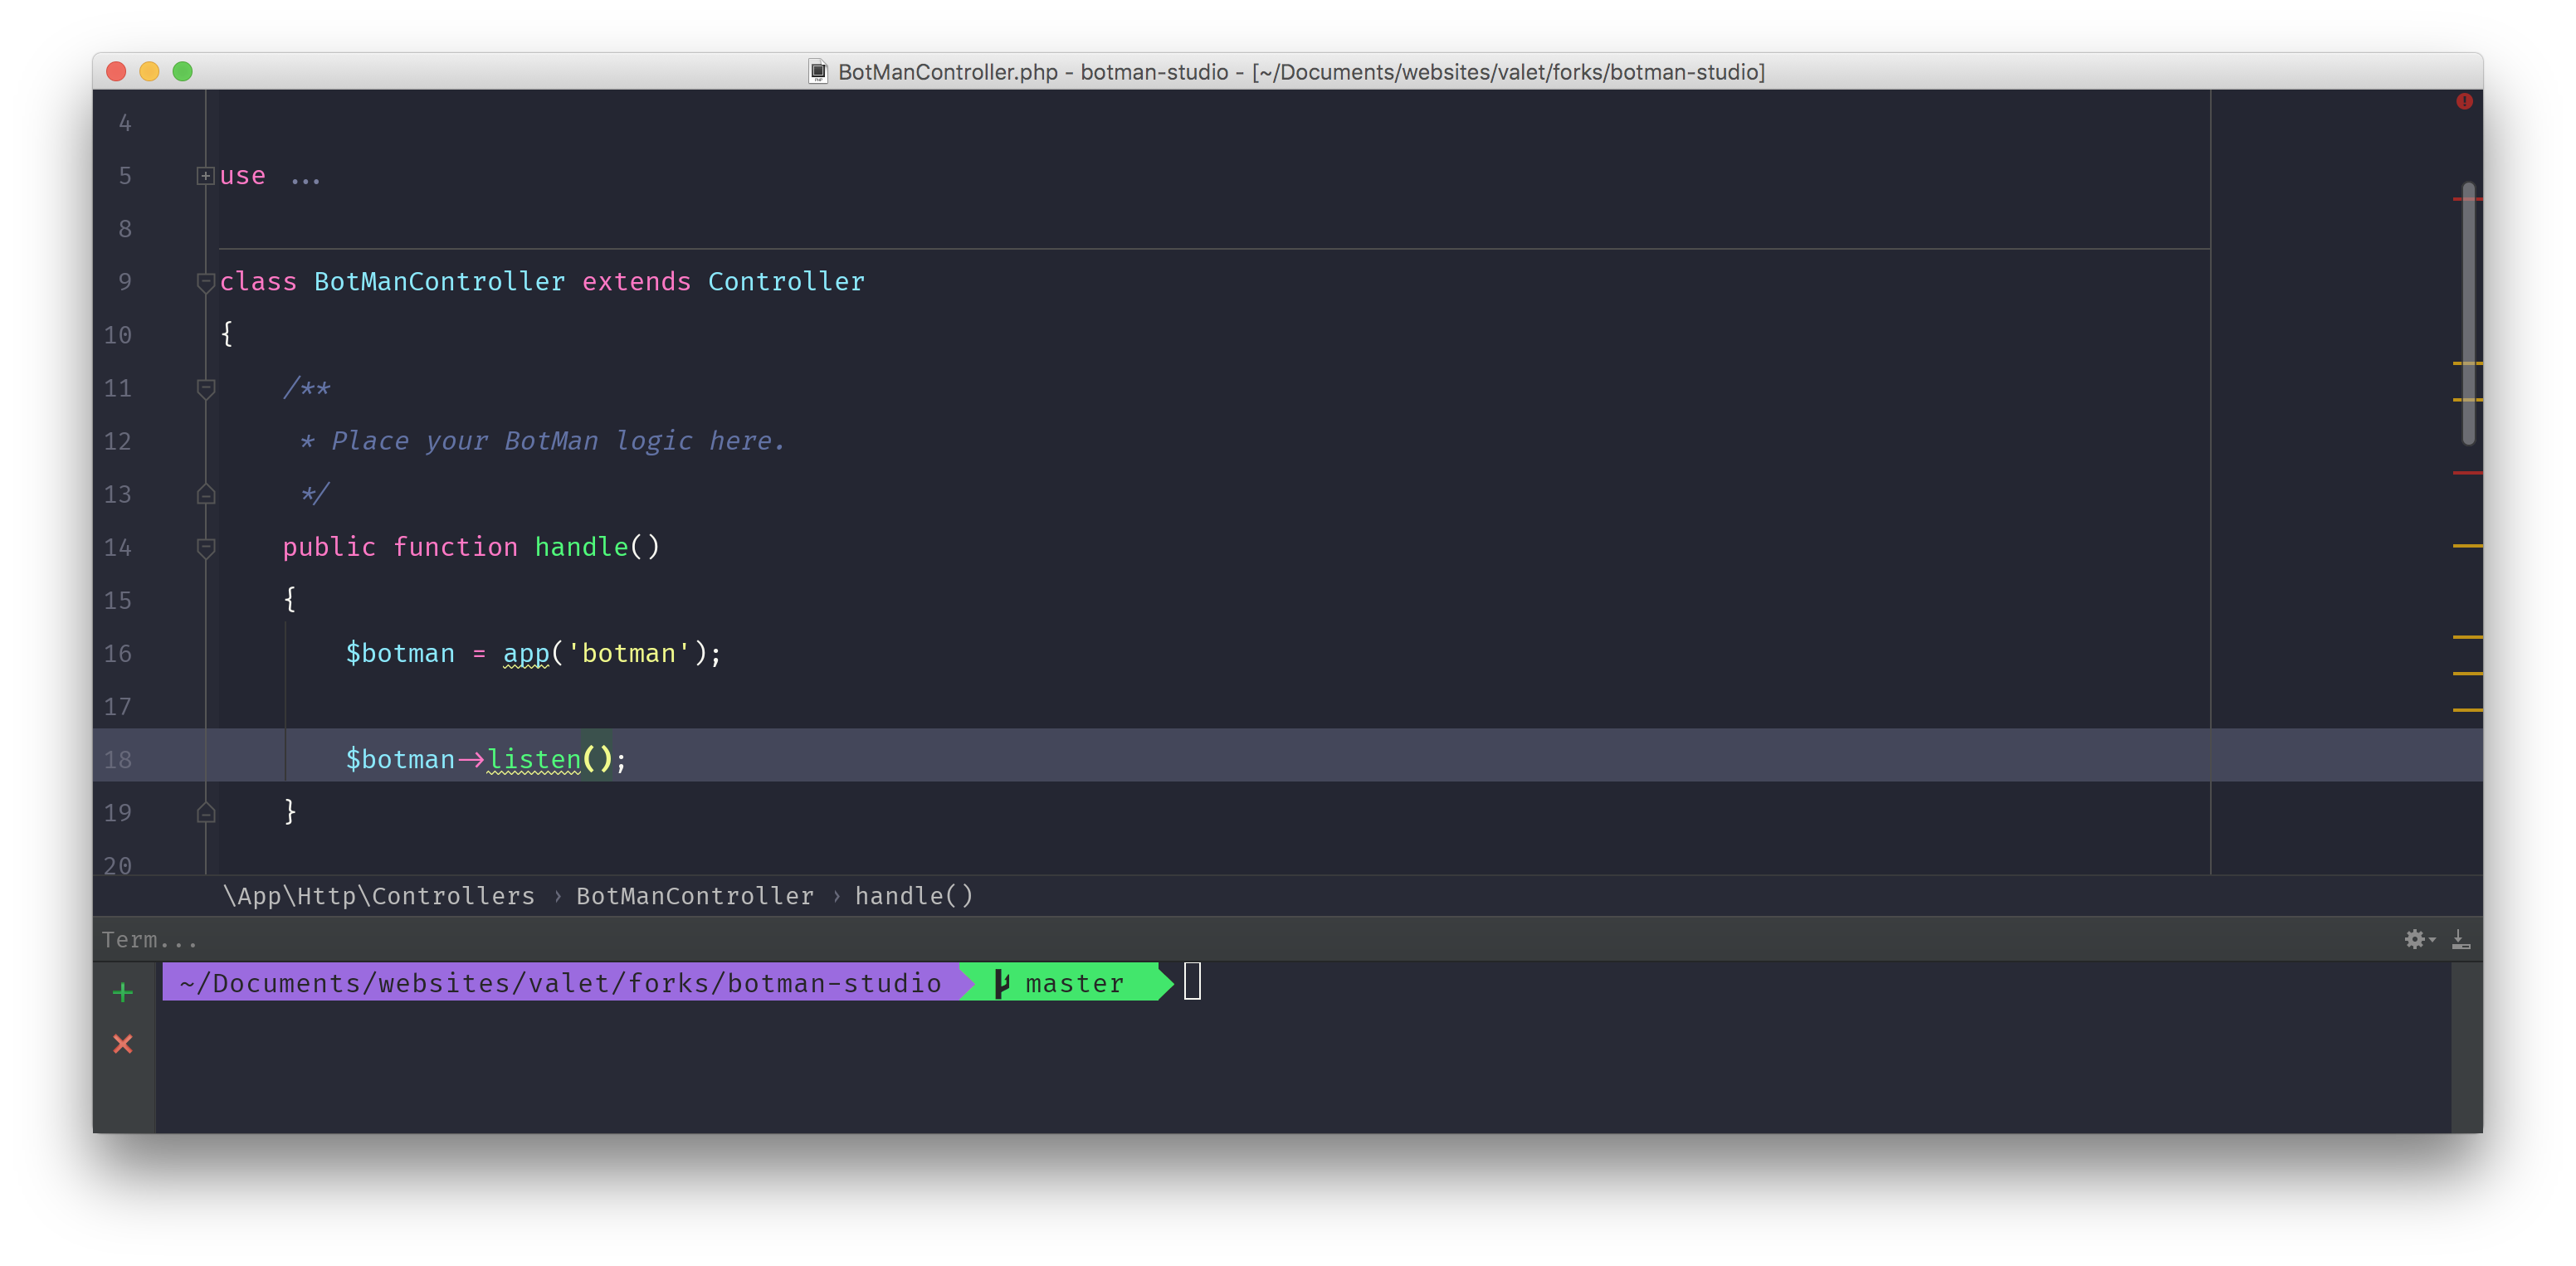 BotManController.php - botman-studio - [~/Documents/websites/valet/forks/botman-studio]
4
5 use ...
8
9 class BotManController extends Controller
10 {
11 /**
12 * Place your BotMan logic here.
13 */
14 public function handle()
15 {
16 $botman = app('botman');
17
18 $botman->listen();
19 }
20
\App\Http\Controllers › BotManController › handle()
Term...
~/Documents/websites/valet/forks/botman-studio master